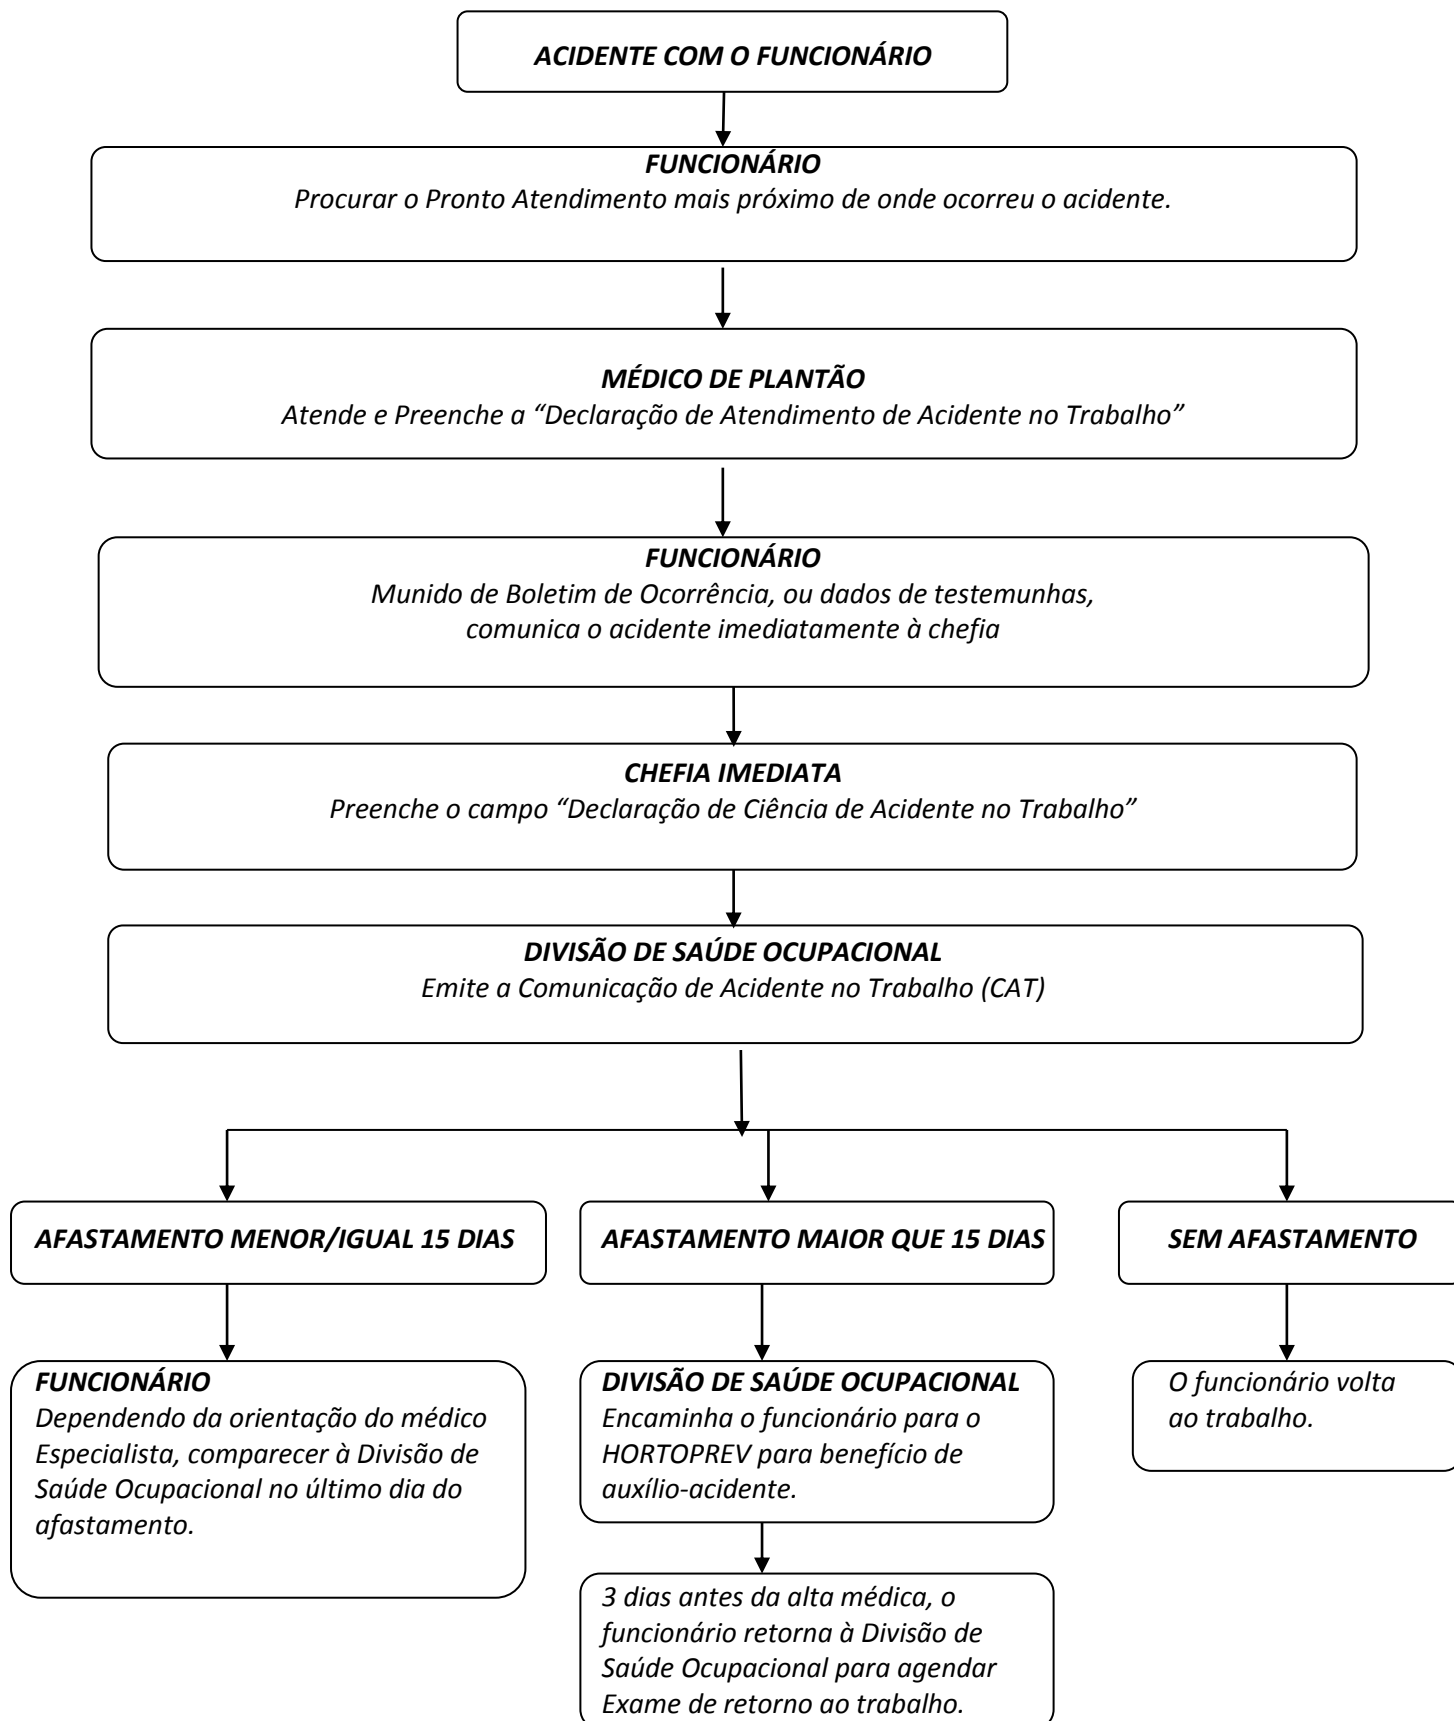 ACIDENTE COM O FUNCIONÁRIO
FUNCIONÁRIO
Procurar o Pronto Atendimento mais próximo de onde ocorreu o acidente.
MÉDICO DE PLANTÃO
Atende e Preenche a “Declaração de Atendimento de Acidente no Trabalho”
FUNCIONÁRIO
Munido de Boletim de Ocorrência, ou dados de testemunhas,
comunica o acidente imediatamente à chefia
CHEFIA IMEDIATA
Preenche o campo “Declaração de Ciência de Acidente no Trabalho”
DIVISÃO DE SAÚDE OCUPACIONAL
Emite a Comunicação de Acidente no Trabalho (CAT)
AFASTAMENTO MENOR/IGUAL 15 DIAS
FUNCIONÁRIO
Dependendo da orientação do médico
Especialista, comparecer à Divisão de
Saúde Ocupacional no último dia do
afastamento.
AFASTAMENTO MAIOR QUE 15 DIAS
DIVISÃO DE SAÚDE OCUPACIONAL
Encaminha o funcionário para o
HORTOPREV para benefício de
auxílio-acidente.
3 dias antes da alta médica, o
funcionário retorna à Divisão de
Saúde Ocupacional para agendar
Exame de retorno ao trabalho.
SEM AFASTAMENTO
O funcionário volta
ao trabalho.